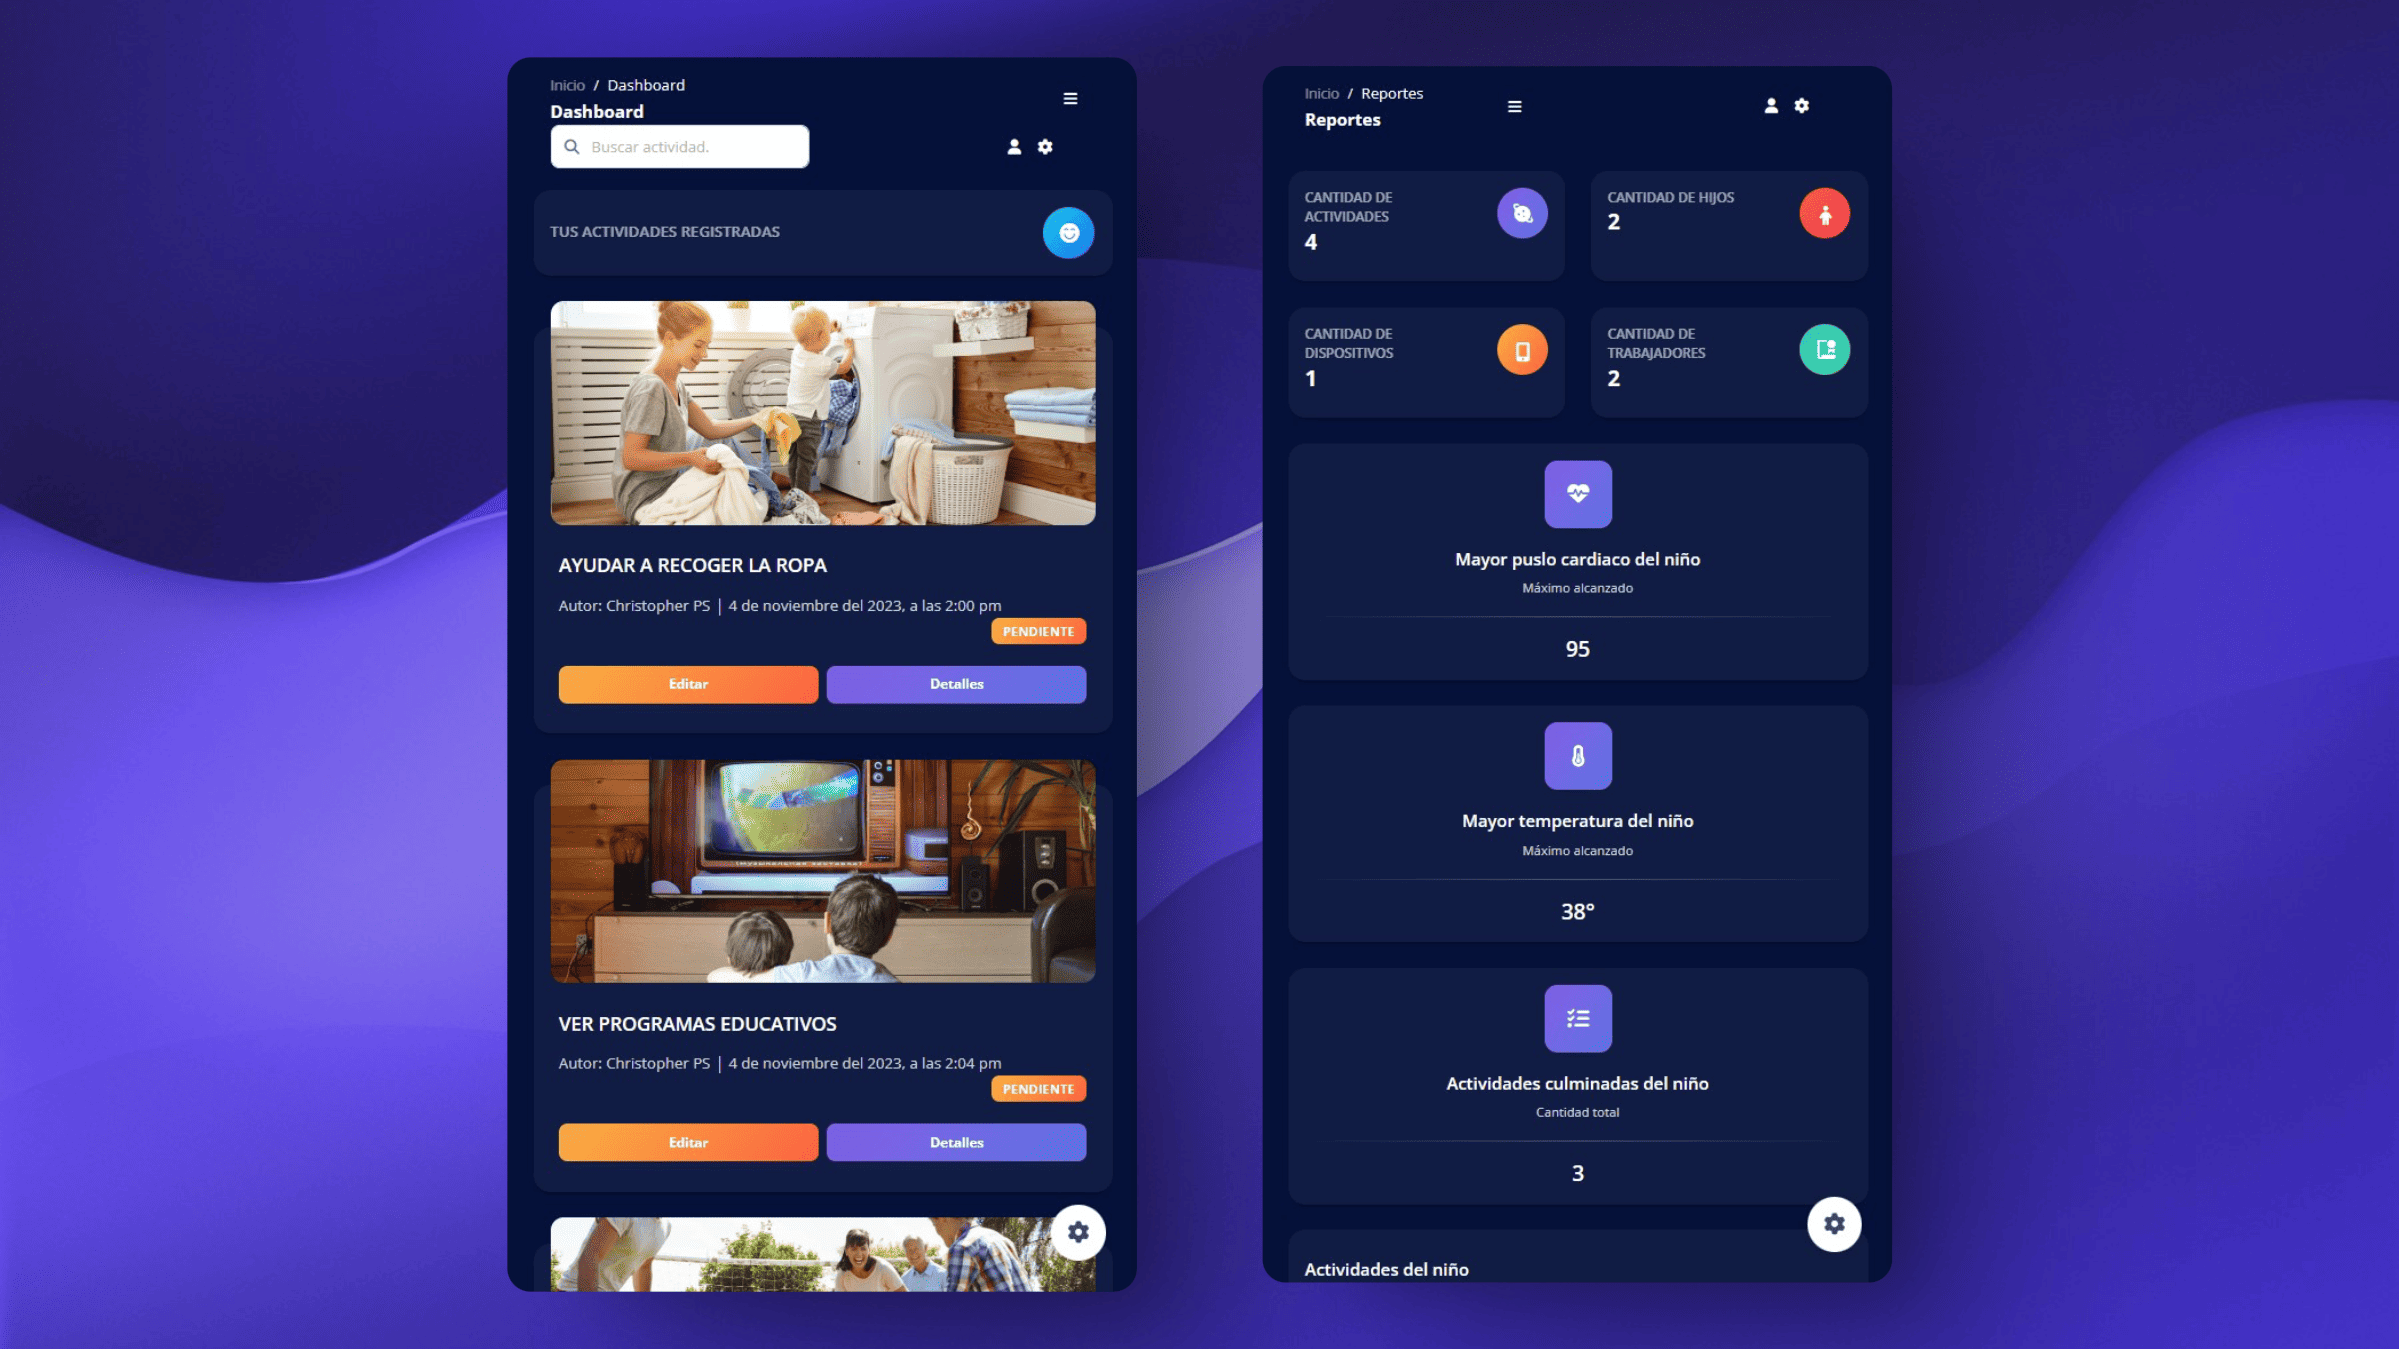 Inicio / Dashboard
Dashboard
Buscar actividad.
TUS ACTIVIDADES REGISTRADAS
AYUDAR A RECOGER LA ROPA
Autor: Christopher PS | 4 de noviembre del 2023, a las 2:00 pm
PENDIENTE
Editar
Detalles
VER PROGRAMAS EDUCATIVOS
Autor: Christopher PS | 4 de noviembre del 2023, a las 2:04 pm
PENDIENTE
Editar
Detalles
Inicio / Reportes
Reportes
CANTIDAD DE
ACTIVIDADES
4
CANTIDAD DE HIJOS
2
CANTIDAD DE
DISPOSITIVOS
1
CANTIDAD DE
TRABAJADORES
2
Mayor puslo cardiaco del niño
Máximo alcanzado
95
Mayor temperatura del niño
Máximo alcanzado
38°
Actividades culminadas del niño
Cantidad total
3
Actividades del niño